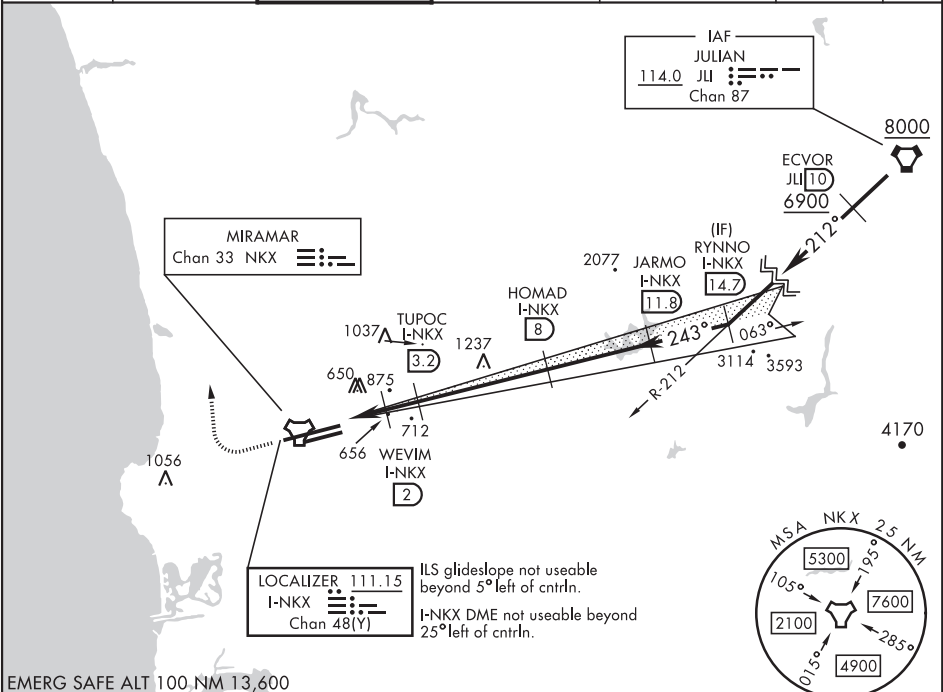 IAF
JULIAN
114.0 JLI
Chan 87
8000
ECVOR
JLI 10
6900
212°
MIRAMAR
Chan 33 NKX
(IF)
RYNNO
I-NKX
14.7
2077
JARMO
I-NKX
11.8
HOMAD
I-NKX
8
TUPOC
I-NKX
3.2
1037
1237
243°
063°
3114
3593
R-212
650
875
712
656
WEVIM
I-NKX
2
4170
1056
LOCALIZER 111.15
I-NKX
Chan 48(Y)
ILS glideslope not useable
beyond 5° left of cntrln.
I-NKX DME not useable beyond
25° left of cntrln.
MSA NKX 25 NM
5300
195°
105°
7600
2100
285°
015°
4900
EMERG SAFE ALT 100 NM 13,600